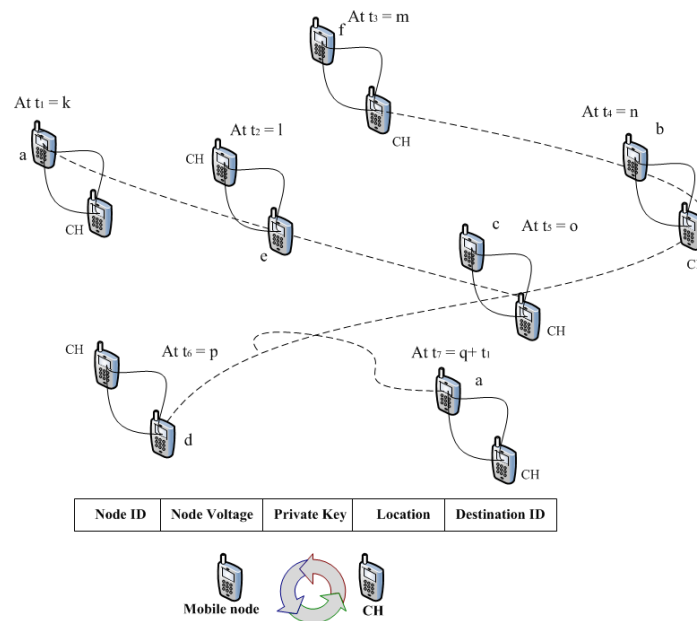 At t₃ = m
f
CH
At t₁ = k
a
CH
At t₂ = l
CH
e
At t₄ = n
b
CH
c
At t₅ = o
CH
At t₆ = p
CH
d
At t₇ = q+ t₁
a
CH
Node ID Node Voltage Private Key Location Destination ID
Mobile node
CH